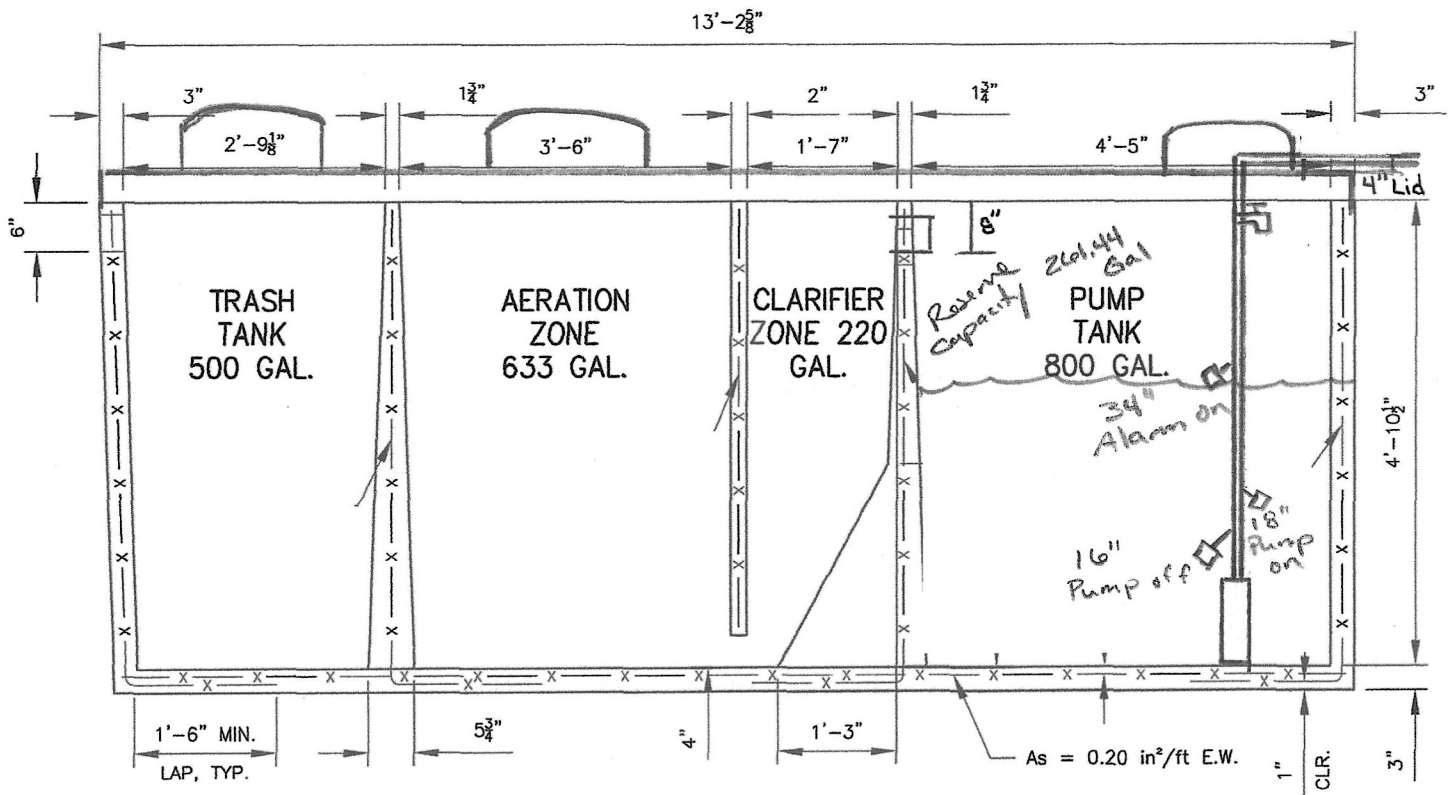 13'-2⅝"
3"
1¾"
2"
1¾"
3"
2'-9⅛"
3'-6"
1'-7"
4'-5"
4" Lid
6"
8"
TRASH
TANK
500 GAL.
AERATION
ZONE
633 GAL.
CLARIFIER
ZONE 220
GAL.
Reserve
Capacity
261.44
Gal
PUMP
TANK
800 GAL.
34"
Alarm on
4'-10½"
16"
Pump off
18"
Pump
on
1'-6" MIN.
LAP, TYP.
5¾"
4"
1'-3"
As = 0.20 in²/ft E.W.
1"
CLR.
3"